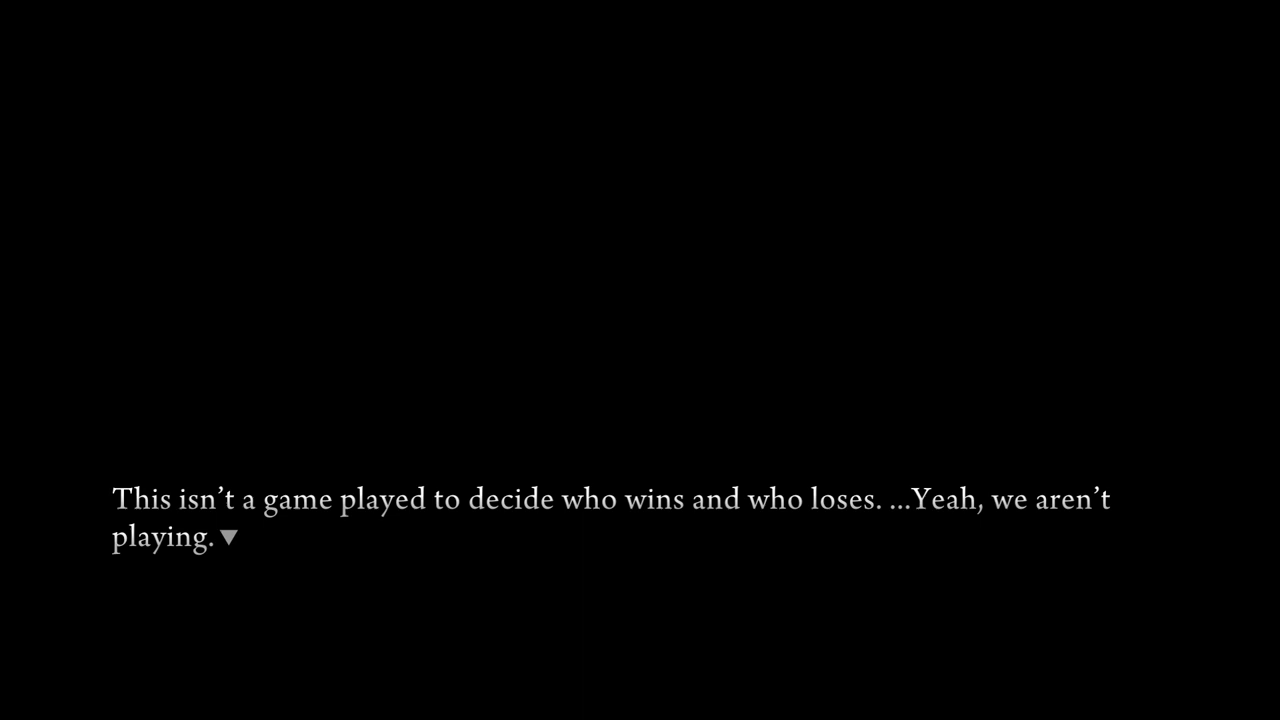 This isn’t a game played to decide who wins and who loses. ...Yeah, we aren’t
playing.